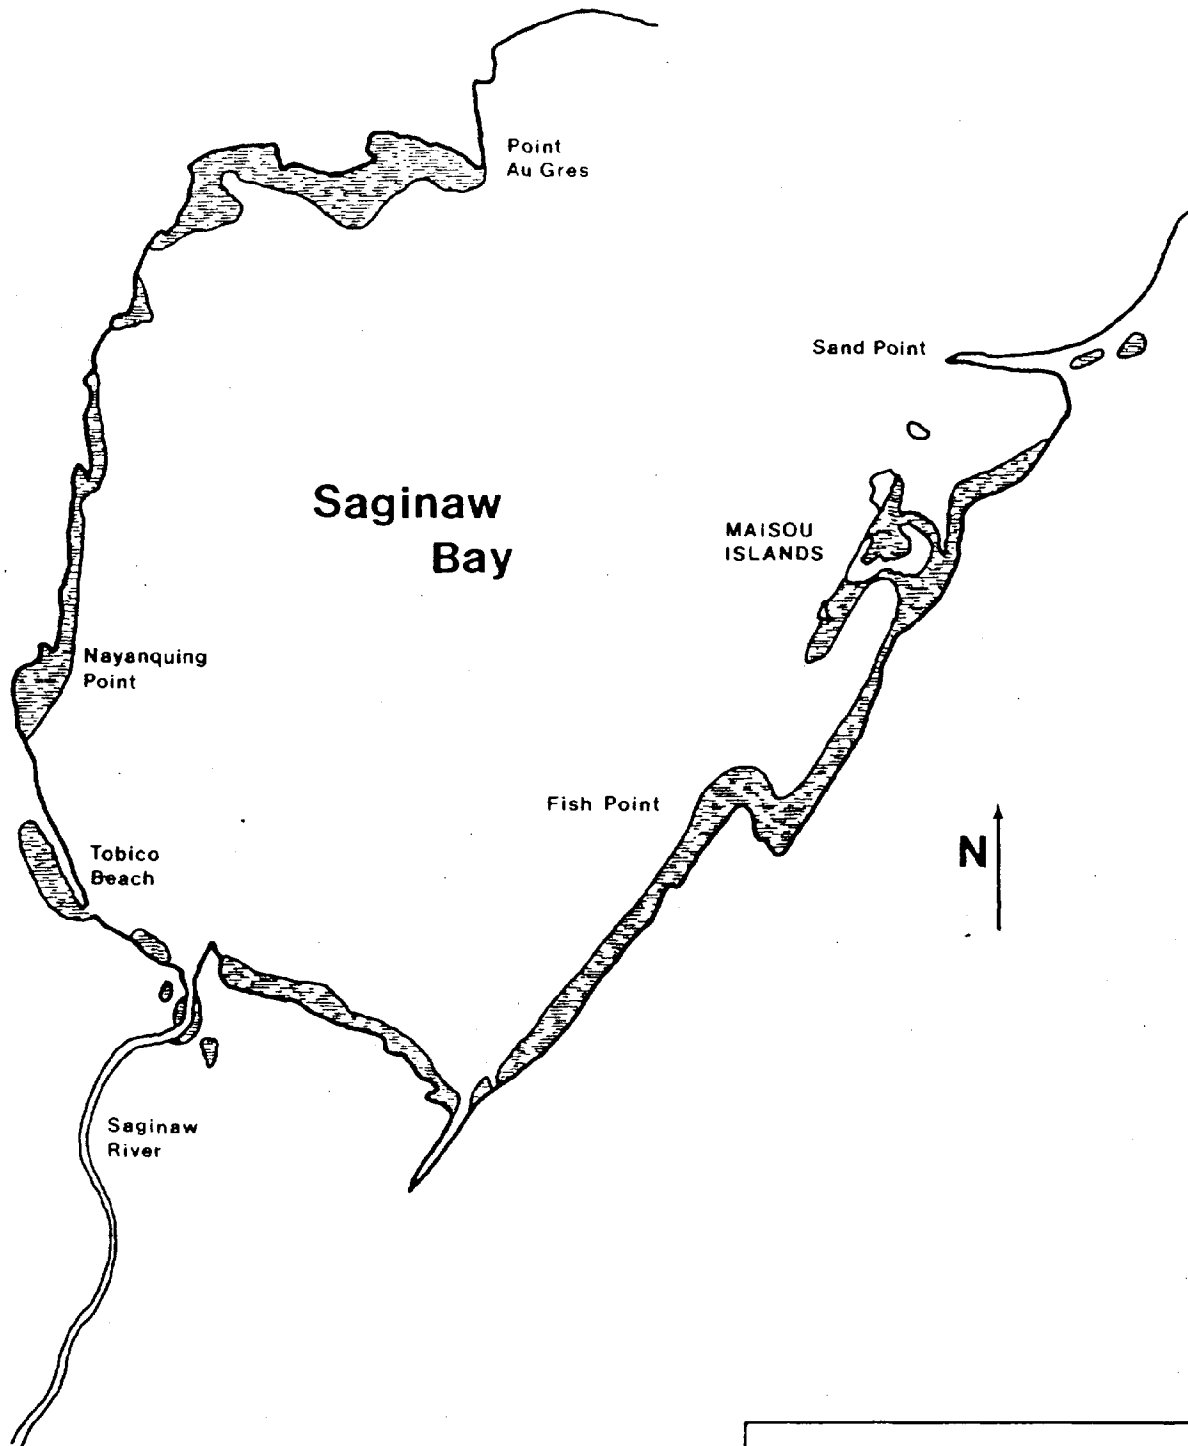 Point
Au Gres
Sand Point
Saginaw
Bay
MAISOU
ISLANDS
Nayanquing
Point
Fish Point
Tobico
Beach
N
Saginaw
River